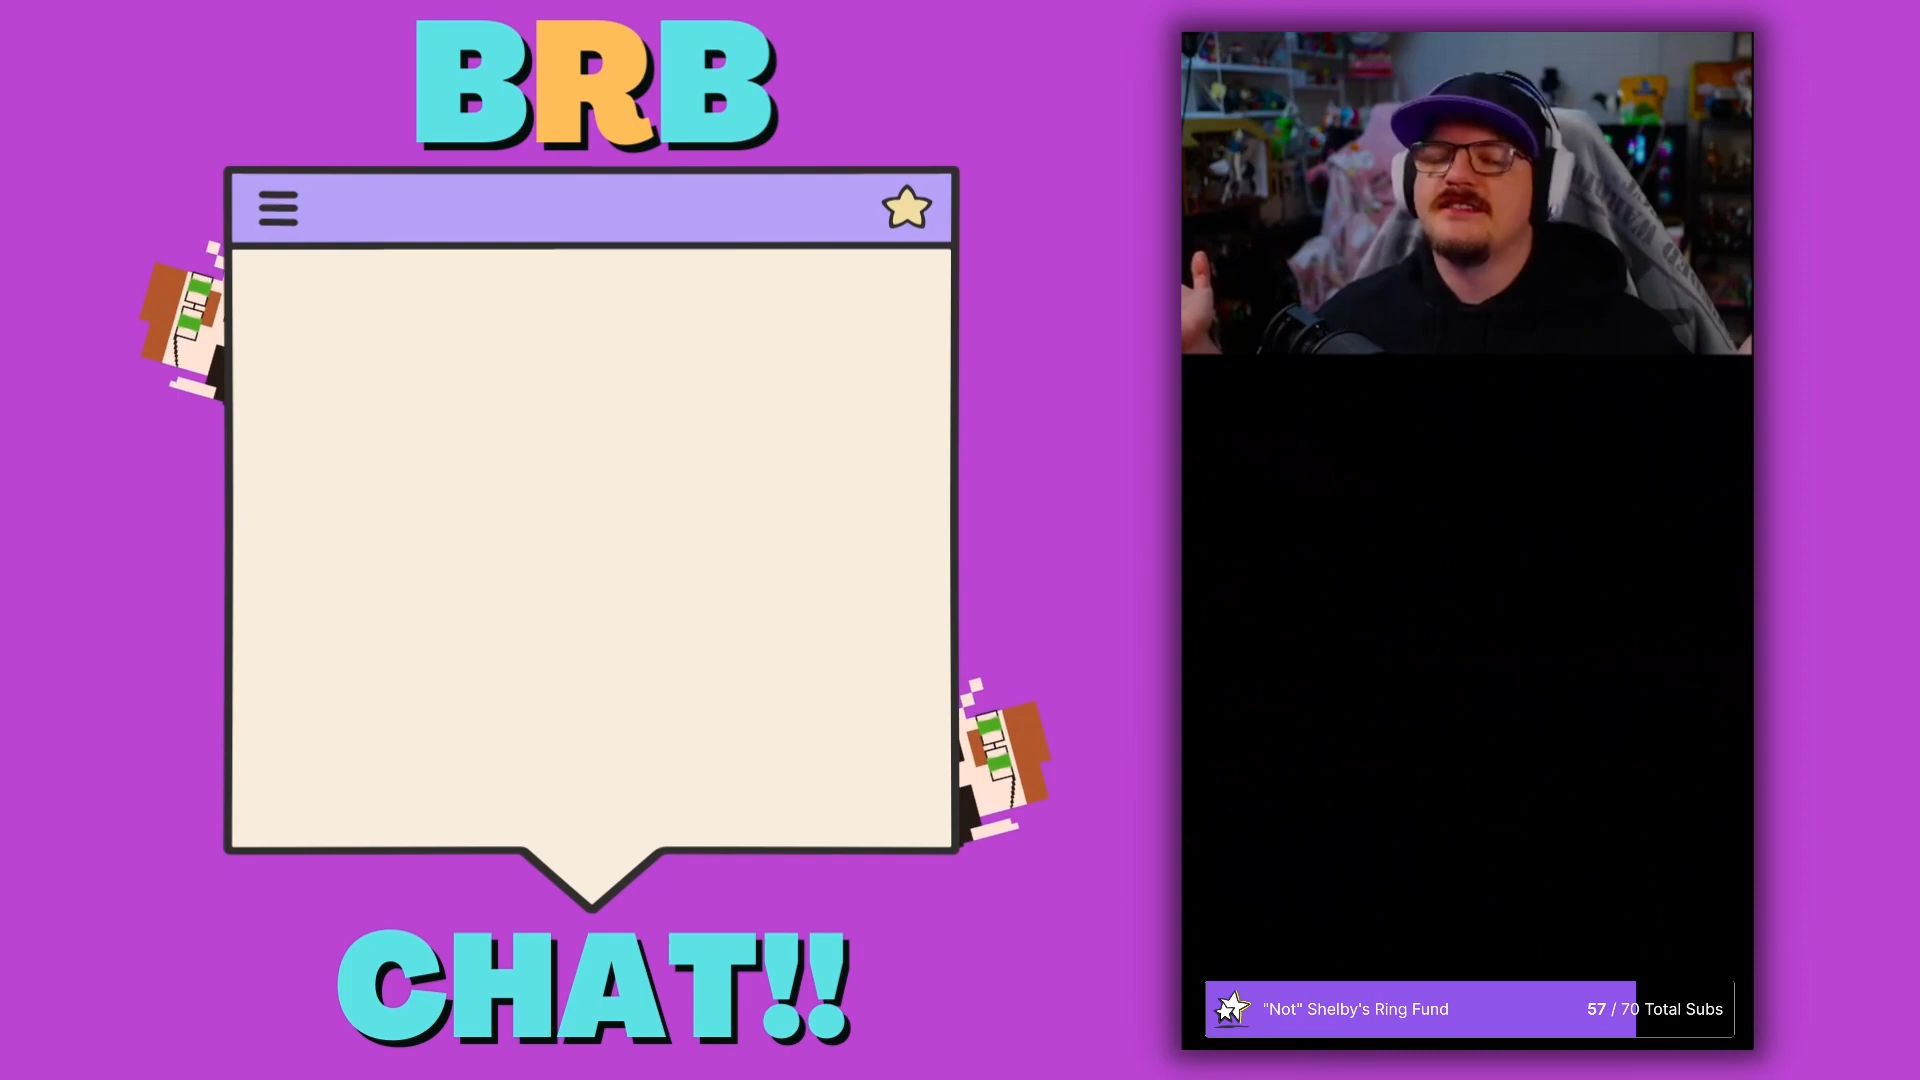 BRB
CHAT!!
"Not" Shelby's Ring Fund
57 / 70 Total Subs